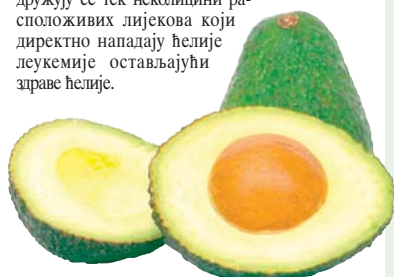 дружују се тек неколицини ра-
сположивих лијекова који
директно нападају ћелије
леукемије остављајући
здраве ћелије.